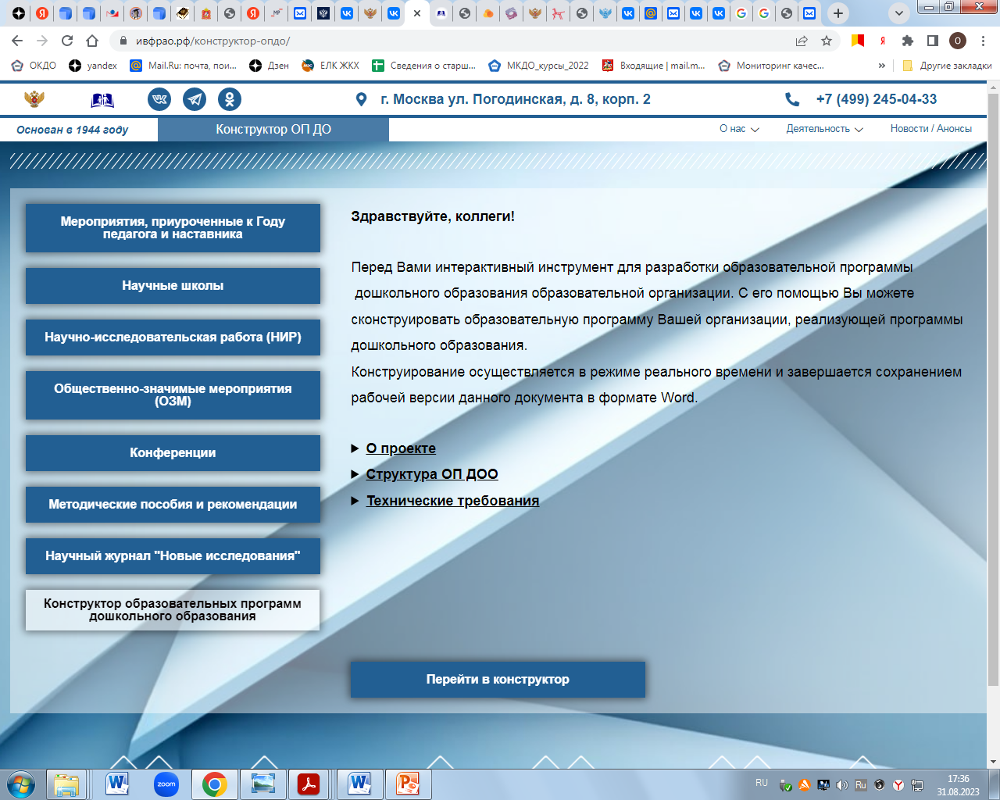 ивфрао.рф/конструктор-опдо/
ОКДО
yandex
Mail.Ru: почта, пои...
Дзен
ЕЛК ЖКХ
Сведения о старш...
МКДО_курсы_2022
Входящие | mail.m...
Мониторинг качес...
»
Другие закладки
г. Москва ул. Погодинская, д. 8, корп. 2
+7 (499) 245-04-33
Основан в 1944 году
Конструктор ОП ДО
О нас
Деятельность
Новости / Анонсы
Мероприятия, приуроченные к Году
педагога и наставника
Научные школы
Научно-исследовательская работа (НИР)
Общественно-значимые мероприятия
(ОЗМ)
Конференции
Методические пособия и рекомендации
Научный журнал "Новые исследования"
Конструктор образовательных программ
дошкольного образования
Здравствуйте, коллеги!
Перед Вами интерактивный инструмент для разработки образовательной программы
дошкольного образования образовательной организации. С его помощью Вы можете
сконструировать образовательную программу Вашей организации, реализующей программы
дошкольного образования.
Конструирование осуществляется в режиме реального времени и завершается сохранением
рабочей версии данного документа в формате Word.
О проекте
Структура ОП ДОО
Технические требования
Перейти в конструктор
zoom
RU
Ru
17:36
31.08.2023